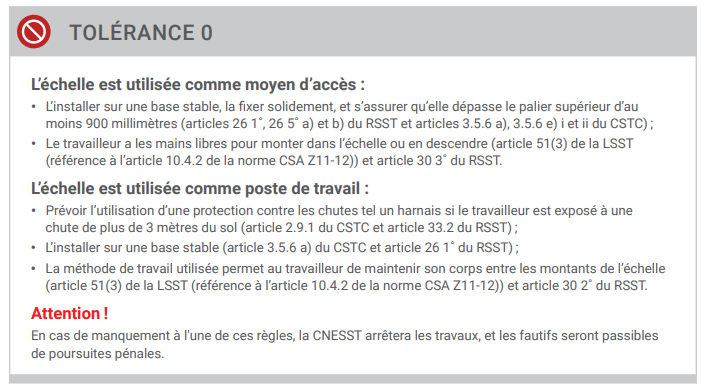 TOLÉRANCE 0
L’échelle est utilisée comme moyen d’accès :
• L’installer sur une base stable, la fixer solidement, et s’assurer qu’elle dépasse le palier supérieur d’au
moins 900 millimètres (articles 26 1˚, 26 5˚ a) et b) du RSST et articles 3.5.6 a), 3.5.6 e) i et ii du CSTC) ;
• Le travailleur a les mains libres pour monter dans l’échelle ou en descendre (article 51(3) de la LSST
(référence à l’article 10.4.2 de la norme CSA Z11-12)) et article 30 3˚ du RSST.
L’échelle est utilisée comme poste de travail :
• Prévoir l’utilisation d’une protection contre les chutes tel un harnais si le travailleur est exposé à une
chute de plus de 3 mètres du sol (article 2.9.1 du CSTC et article 33.2 du RSST) ;
• L’installer sur une base stable (article 3.5.6 a) du CSTC et article 26 1˚ du RSST) ;
• La méthode de travail utilisée permet au travailleur de maintenir son corps entre les montants de l’échelle
(article 51(3) de la LSST (référence à l’article 10.4.2 de la norme CSA Z11-12)) et article 30 2˚ du RSST.
Attention !
En cas de manquement à l'une de ces règles, la CNESST arrêtera les travaux, et les fautifs seront passibles
de poursuites pénales.